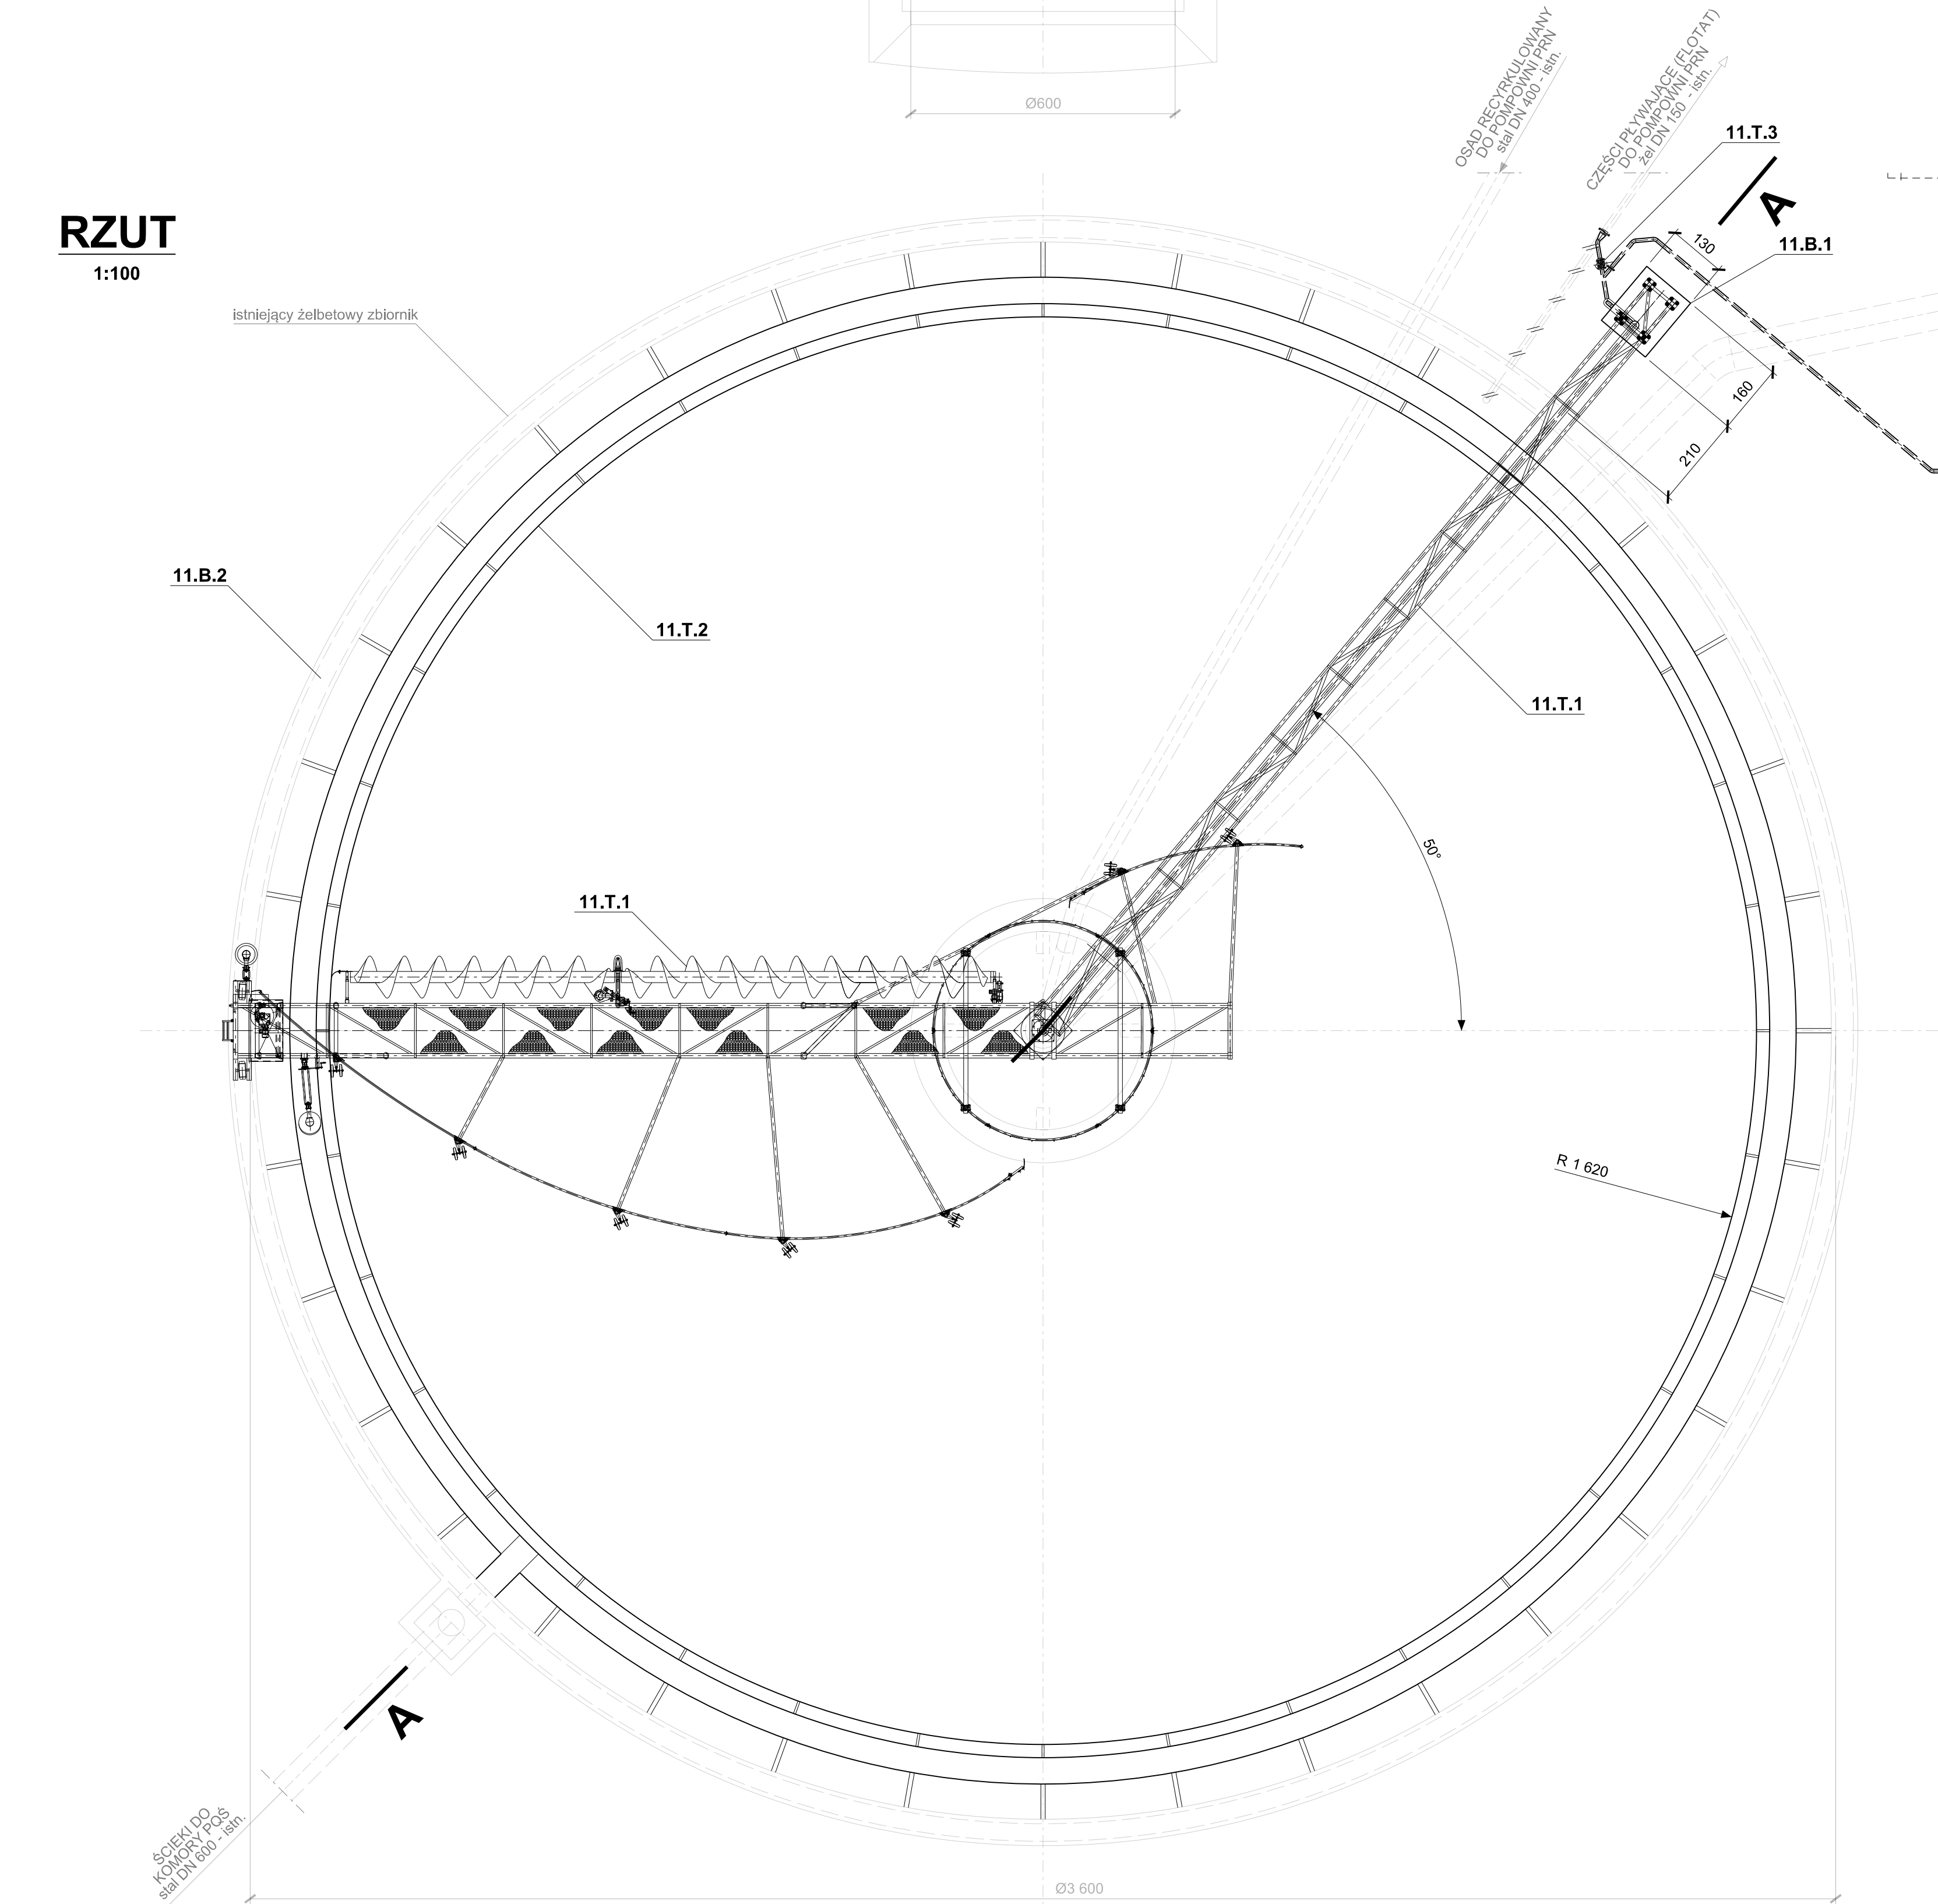 Ø600
OSAD RECYRKULOWANY
DO POMPOWNI PRN
stal DN 400 - istn.
CZĘŚCI PŁYWAJĄCE (FLOTAT)
DO POMPOWNI PRN
żel DN 150 - istn.
11.T.3
A
RZUT
1:100
130
11.B.1
istniejący żelbetowy zbiornik
160
210
11.B.2
11.T.2
11.T.1
50°
11.T.1
R 1 620
A
ŚCIEKI DO
KOMORY PQŚ
stal DN 600 - istn.
Ø3 600